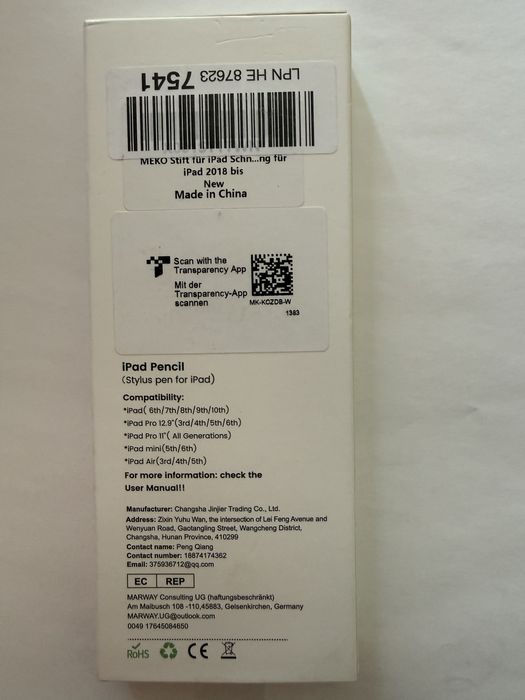 LPN HE 87623 7541
MEKO Stift für iPad Schn...ng für
iPad 2018 bis
New
Made in China
Scan with the
Transparency App
Mit der
Transparency-App
scannen
MK-KOZDB-W
1383
iPad Pencil
(Stylus pen for iPad)
Compatibility:
*iPad( 6th/7th/8th/9th/10th)
*iPad Pro 12.9"(3rd/4th/5th/6th)
*iPad Pro 11"( All Generations)
*iPad mini(5th/6th)
*iPad Air(3rd/4th/5th)
For more information: check the
User Manual!!
Manufacturer: Changsha Jinjier Trading Co., Ltd.
Address: Zixin Yuhu Wan, the intersection of Lei Feng Avenue and
Wenyuan Road, Gaotangling Street, Wangcheng District,
Changsha, Hunan Province, 410299
Contact name: Peng Qiang
Contact number: 18874174362
Email: 375936712@qq.com
EC REP
MARWAY Consulting UG (haftungsbeschränkt)
Am Maibusch 108 -110,45883, Gelsenkirchen, Germany
MARWAY.UG@outlook.com
0049 17645084650
RoHS CE